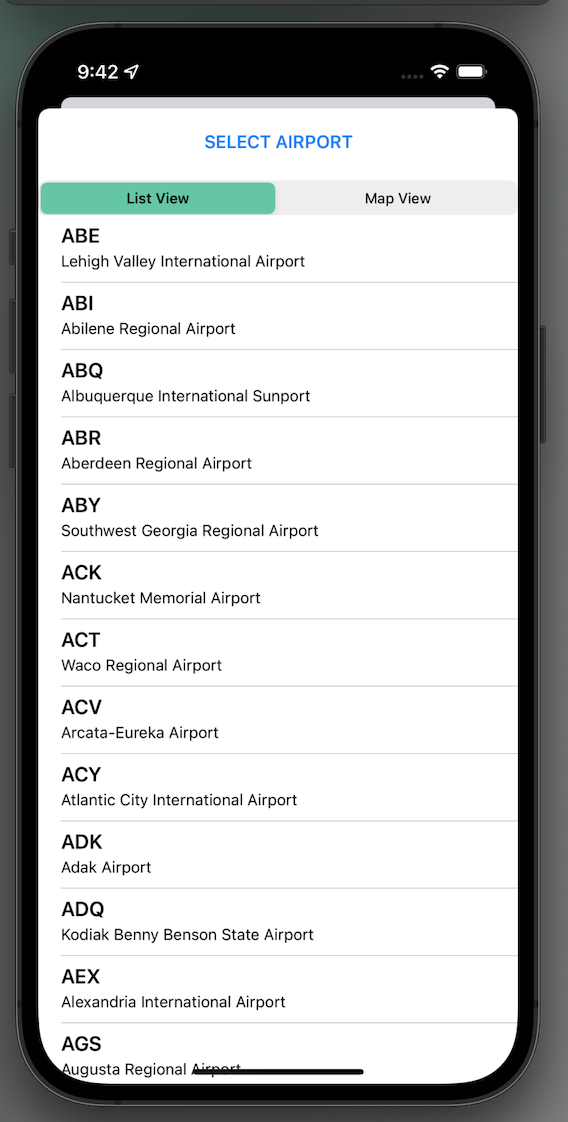 9:42
SELECT AIRPORT
List View
Map View
ABE
Lehigh Valley International Airport
ABI
Abilene Regional Airport
ABQ
Albuquerque International Sunport
ABR
Aberdeen Regional Airport
ABY
Southwest Georgia Regional Airport
ACK
Nantucket Memorial Airport
ACT
Waco Regional Airport
ACV
Arcata-Eureka Airport
ACY
Atlantic City International Airport
ADK
Adak Airport
ADQ
Kodiak Benny Benson State Airport
AEX
Alexandria International Airport
AGS
Augusta Regional Airport